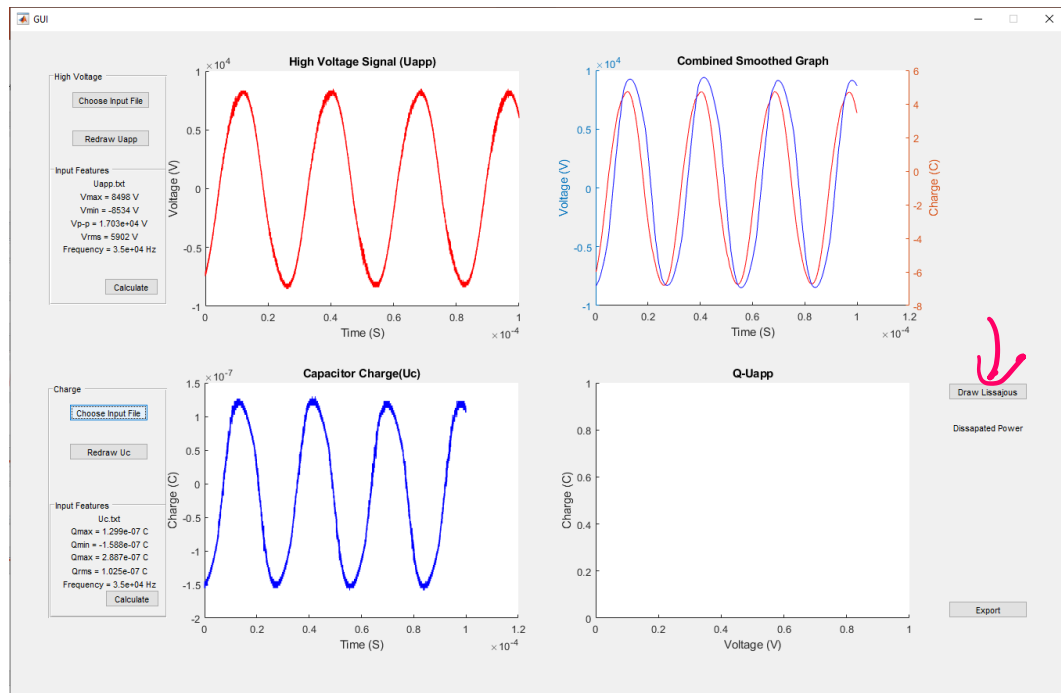 GUI
High Voltage
Choose Input File
Redraw Uapp
Input Features
Uapp.txt
Vmax = 8498 V
Vmin = -8534 V
Vp-p = 1.703e+04 V
Vrms = 5902 V
Frequency = 3.5e+04 Hz
Calculate
High Voltage Signal (Uapp)
×10^4
1
0.5
0
-0.5
-1
Voltage (V)
0 0.2 0.4 0.6 0.8 1
Time (S)
×10^-4
Combined Smoothed Graph
×10^4
1
0.5
0
-0.5
-1
Voltage (V)
6
4
2
0
-2
-4
-6
-8
Charge (C)
0 0.2 0.4 0.6 0.8 1 1.2
Time (S)
×10^-4
Charge
Choose Input File
Redraw Uc
Input Features
Uc.txt
Qmax = 1.299e-07 C
Qmin = -1.588e-07 C
Qmax = 2.887e-07 C
Qrms = 1.025e-07 C
Frequency = 3.5e+04 Hz
Calculate
Capacitor Charge(Uc)
×10^-7
1.5
1
0.5
0
-0.5
-1
-1.5
-2
Charge (C)
0 0.2 0.4 0.6 0.8 1 1.2
Time (S)
×10^-4
Q-Uapp
1
0.8
0.6
0.4
0.2
0
Charge (C)
0 0.2 0.4 0.6 0.8 1
Voltage (V)
Draw Lissajous
Dissapated Power
Export